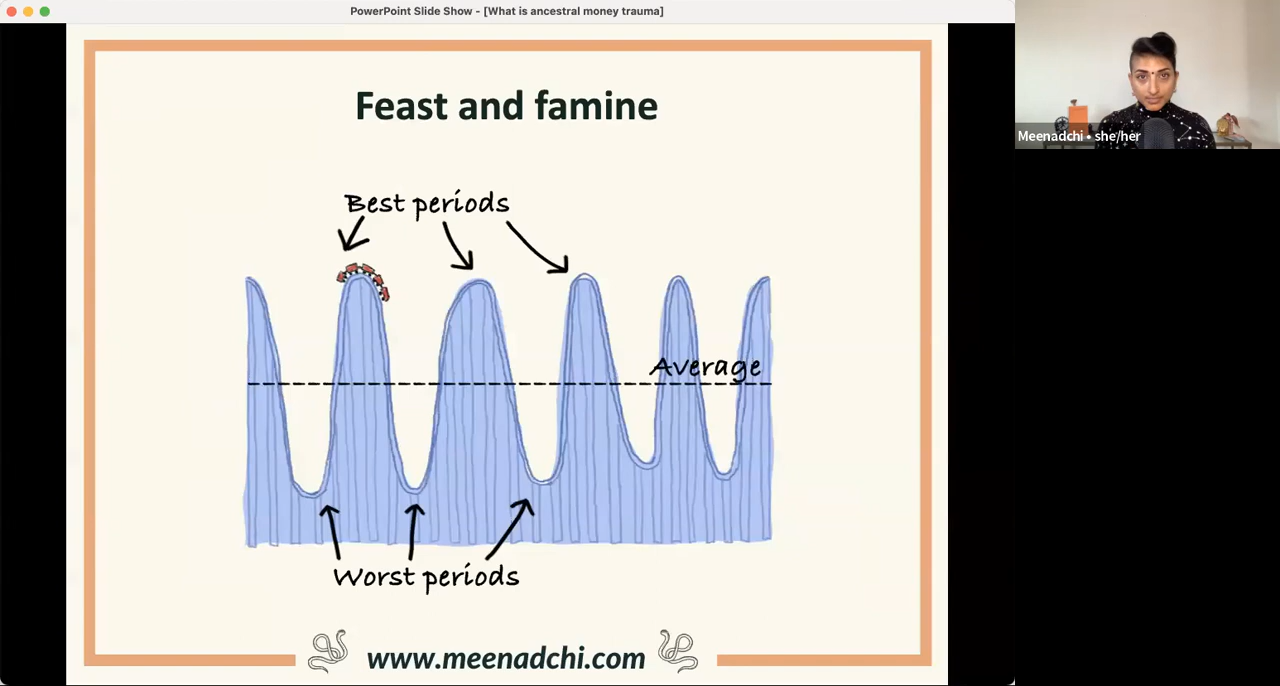 PowerPoint Slide Show - [What is ancestral money trauma]
Feast and famine
Best periods
Average
Worst periods
www.meenadchi.com
Meenadchi • she/her